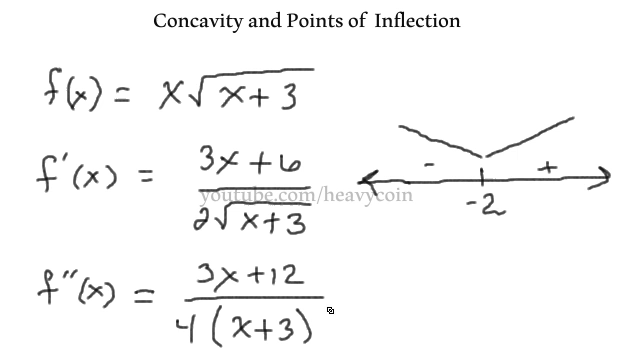 Concavity and Points of Inflection
f(x) = x√x+3
f'(x) = 3x+6
youtube.com/heavycoin
2√x+3
- +
-2
f''(x) = 3x+12
4(x+3)